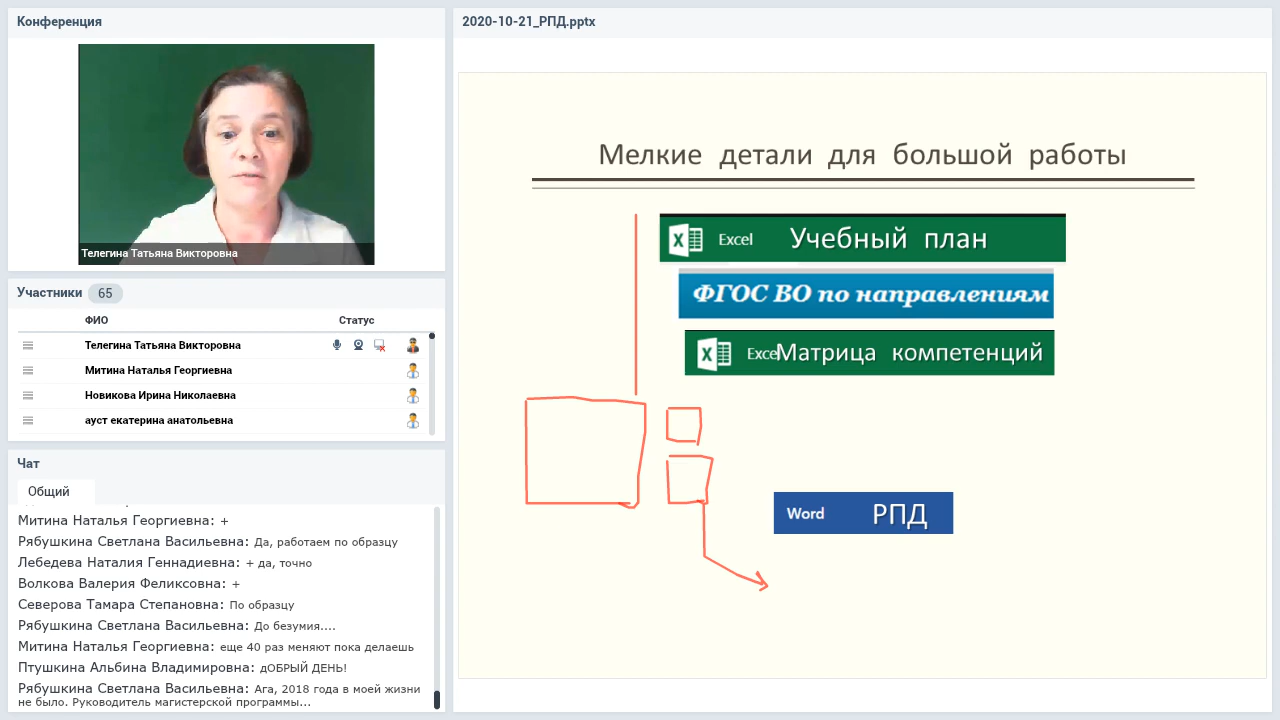 Конференция
Телегина Татьяна Викторовна
Участники 65
ФИО Статус
Телегина Татьяна Викторовна
Митина Наталья Георгиевна
Новикова Ирина Николаевна
ауст екатерина анатольевна
Чат
Общий
Митина Наталья Георгиевна: +
Рябушкина Светлана Васильевна: Да, работаем по образцу
Лебедева Наталия Геннадиевна: + да, точно
Волкова Валерия Феликсовна: +
Северова Тамара Степановна: По образцу
Рябушкина Светлана Васильевна: До безумия....
Митина Наталья Георгиевна: еще 40 раз меняют пока делаешь
Птушкина Альбина Владимировна: дОБРЫЙ ДЕНЬ!
Рябушкина Светлана Васильевна: Ага, 2018 года в моей жизни
не было. Руководитель магистерской программы...
2020-10-21_РПД.pptx
Мелкие детали для большой работы
Excel Учебный план
ФГОС ВО по направлениям
Excel Матрица компетенций
Word РПД